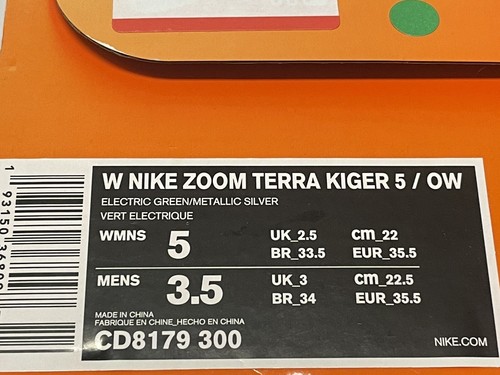 W NIKE ZOOM TERRA KIGER 5 / OW
ELECTRIC GREEN/METALLIC SILVER
VERT ELECTRIQUE
WMNS 5 UK_2.5 cm_22
BR_33.5 EUR_35.5
MENS 3.5 UK_3 cm_22.5
BR_34 EUR_35.5
MADE IN CHINA
FABRIQUE EN CHINE_HECHO EN CHINA
CD8179 300
NIKE.COM